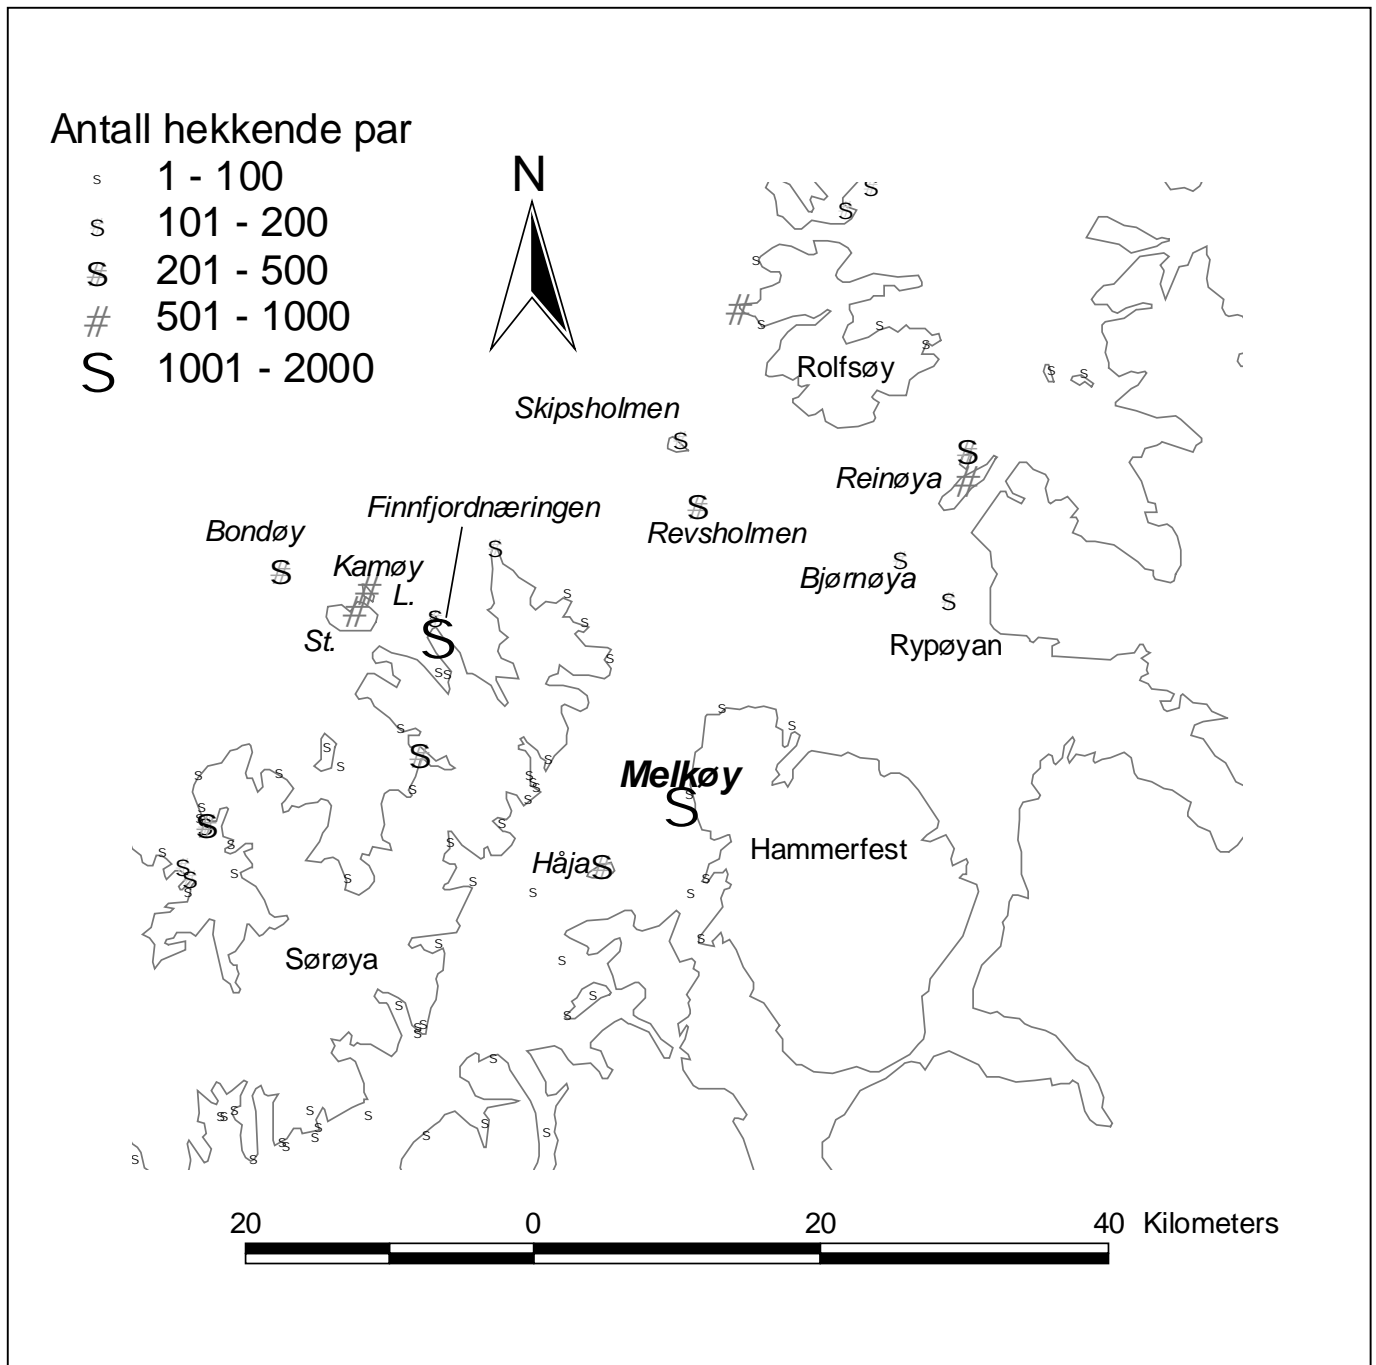 Antall hekkende par
S 1 - 100
S 101 - 200
S 201 - 500
# 501 - 1000
S 1001 - 2000
N
Rolfsøy
Skipsholmen
Reinøya
Finnfjordnæringen
Bondøy
Revsholmen
Kamøy
Bjørnøya
L.
St.
Rypøyan
Melkøy
Hammerfest
Håja
Sørøya
20 0 20 40 Kilometers